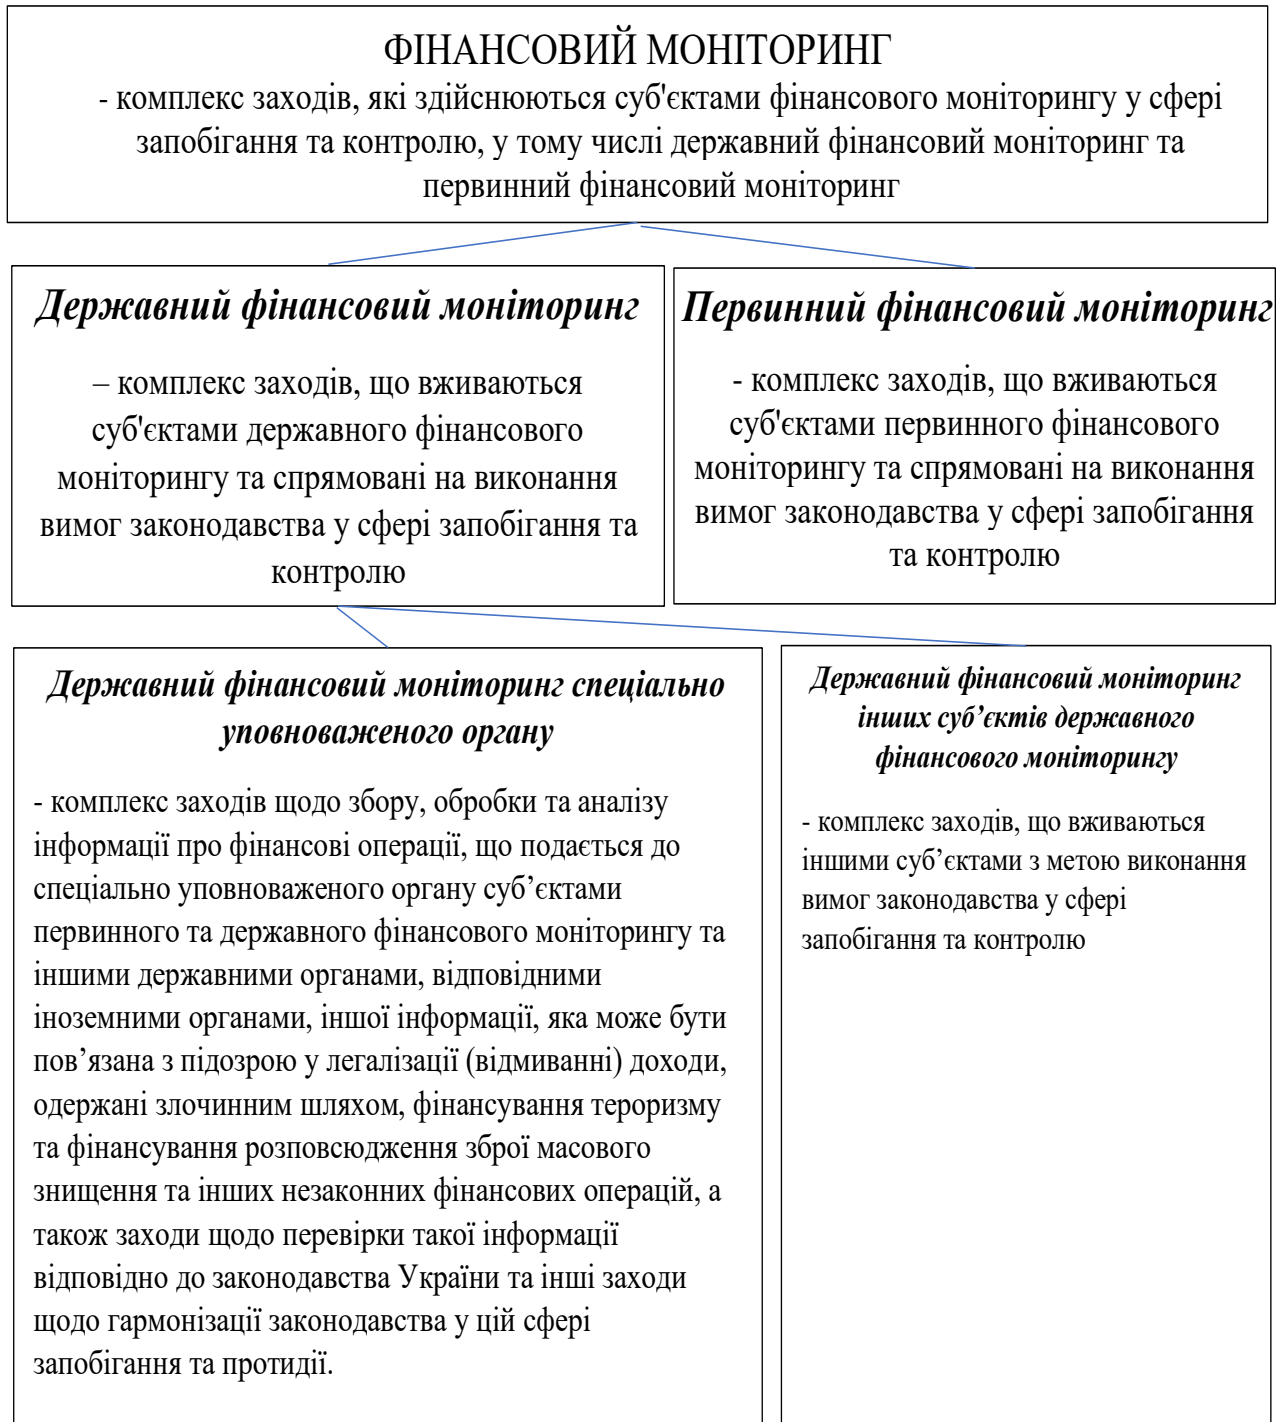 ФІНАНСОВИЙ МОНІТОРИНГ
- комплекс заходів, які здійснюються суб'єктами фінансового моніторингу у сфері
запобігання та контролю, у тому числі державний фінансовий моніторинг та
первинний фінансовий моніторинг
Державний фінансовий моніторинг
– комплекс заходів, що вживаються
суб'єктами державного фінансового
моніторингу та спрямовані на виконання
вимог законодавства у сфері запобігання та
контролю
Первинний фінансовий моніторинг
- комплекс заходів, що вживаються
суб'єктами первинного фінансового
моніторингу та спрямовані на виконання
вимог законодавства у сфері запобігання
та контролю
Державний фінансовий моніторинг спеціально
уповноваженого органу
- комплекс заходів щодо збору, обробки та аналізу
інформації про фінансові операції, що подається до
спеціально уповноваженого органу суб’єктами
первинного та державного фінансового моніторингу та
іншими державними органами, відповідними
іноземними органами, іншої інформації, яка може бути
пов’язана з підозрою у легалізації (відмиванні) доходи,
одержані злочинним шляхом, фінансування тероризму
та фінансування розповсюдження зброї масового
знищення та інших незаконних фінансових операцій, а
також заходи щодо перевірки такої інформації
відповідно до законодавства України та інші заходи
щодо гармонізації законодавства у цій сфері
запобігання та протидії.
Державний фінансовий моніторинг
інших суб’єктів державного
фінансового моніторингу
- комплекс заходів, що вживаються
іншими суб’єктами з метою виконання
вимог законодавства у сфері
запобігання та контролю